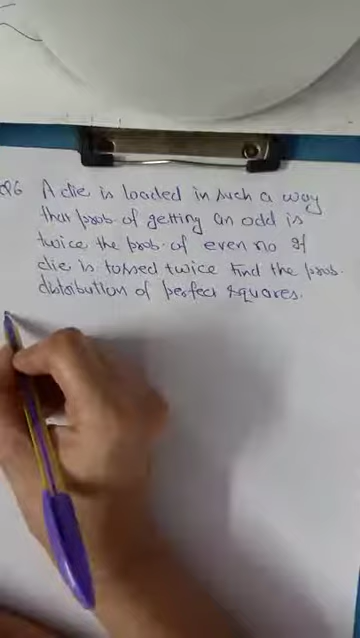 Q6 A die is loaded in such a way
that prob. of getting an odd is
twice the prob. of even no If
die is tossed twice find the prob.
distribution of perfect squares.